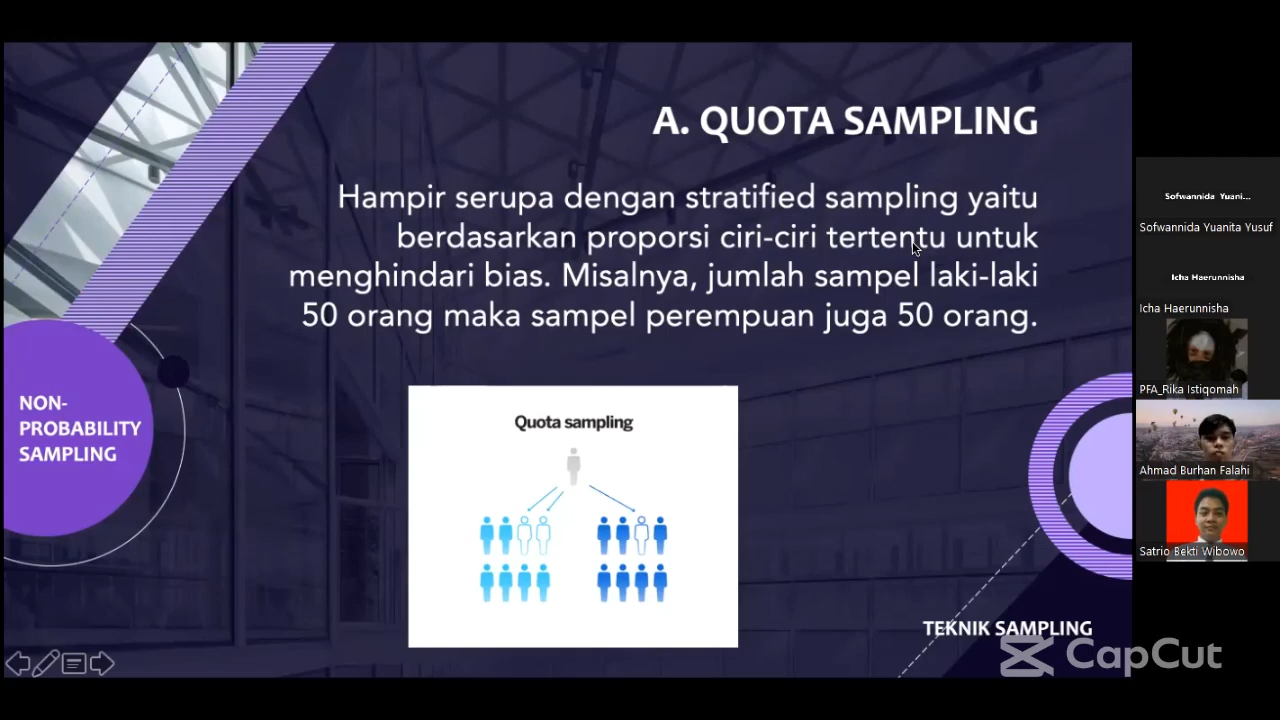 A. QUOTA SAMPLING
Hampir serupa dengan stratified sampling yaitu
berdasarkan proporsi ciri-ciri tertentu untuk
menghindari bias. Misalnya, jumlah sampel laki-laki
50 orang maka sampel perempuan juga 50 orang.
NON-
PROBABILITY
SAMPLING
Quota sampling
TEKNIK SAMPLING
CapCut
Sofwannida Yuani...
Sofwannida Yuanita Yusuf
Icha Haerunnisha
Icha Haerunnisha
PFA_Rika Istiqomah
Ahmad Burhan Falahi
Satrio Bekti Wibowo